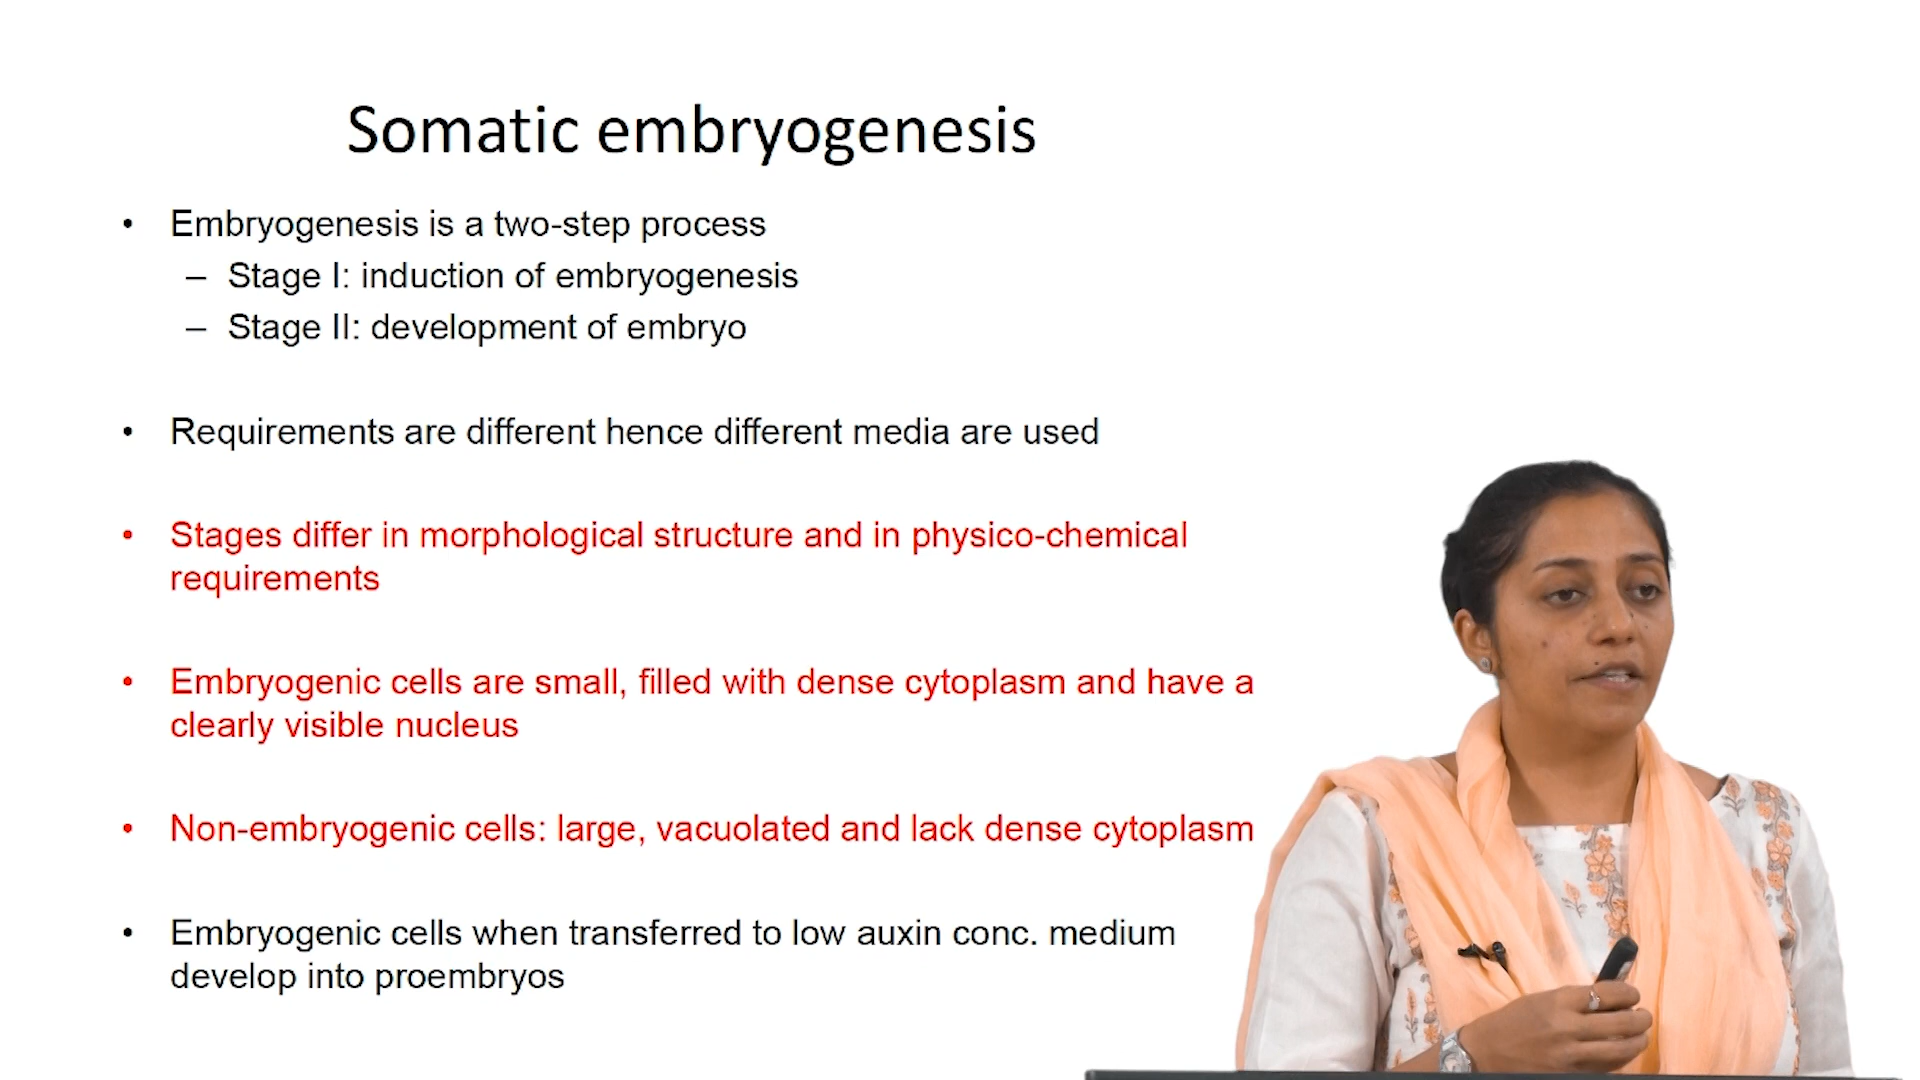 Somatic embryogenesis
• Embryogenesis is a two-step process
– Stage I: induction of embryogenesis
– Stage II: development of embryo
• Requirements are different hence different media are used
• Stages differ in morphological structure and in physico-chemical
requirements
• Embryogenic cells are small, filled with dense cytoplasm and have a
clearly visible nucleus
• Non-embryogenic cells: large, vacuolated and lack dense cytoplasm
• Embryogenic cells when transferred to low auxin conc. medium
develop into proembryos